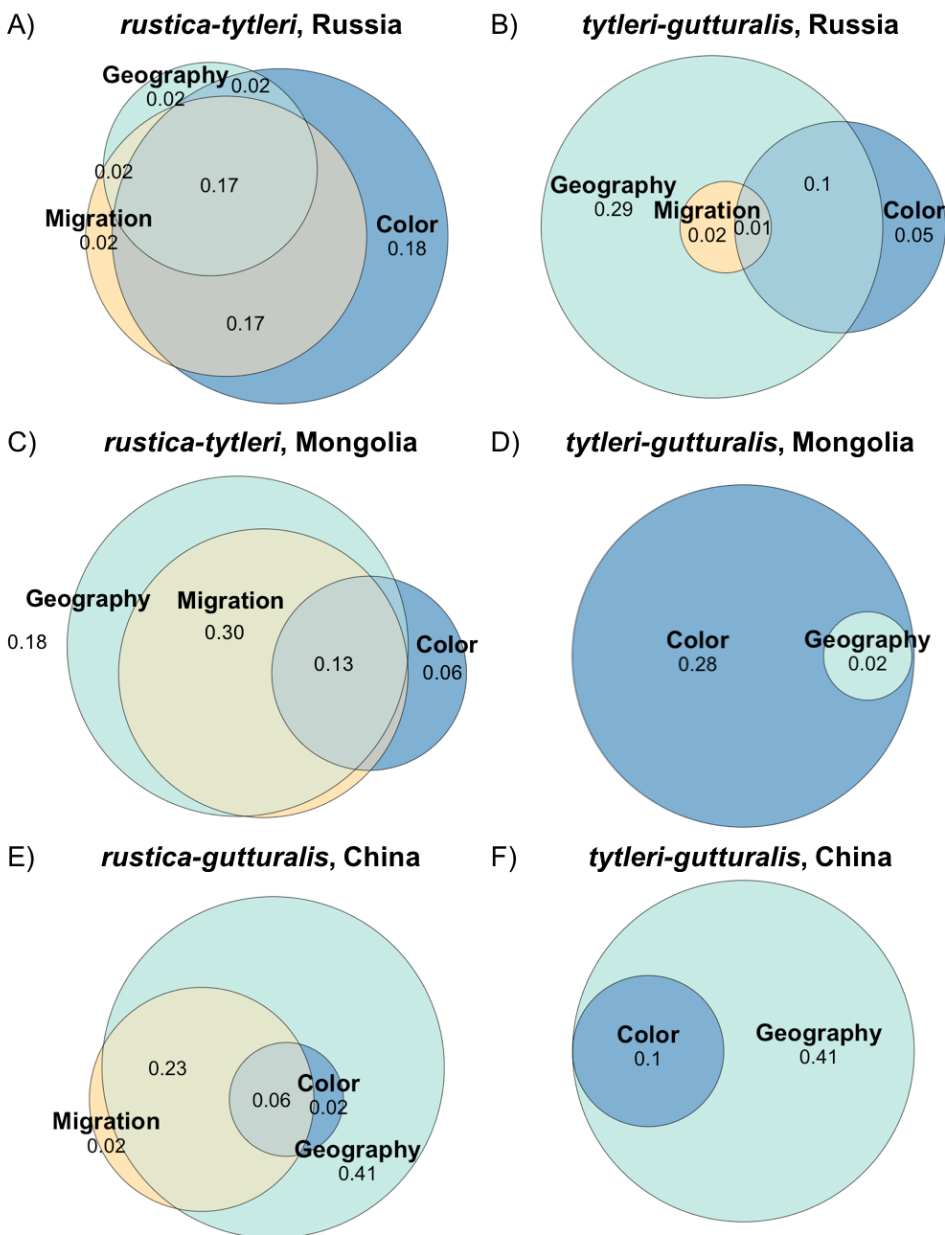 A) rustica-tytleri, Russia
Geography
0.02
0.02
0.02
0.17
Migration
0.02
Color
0.18
0.17
B) tytleri-gutturalis, Russia
Geography
0.29
Migration
0.02
0.01
0.1
Color
0.05
C) rustica-tytleri, Mongolia
Geography
0.18
Migration
0.30
0.13
Color
0.06
D) tytleri-gutturalis, Mongolia
Color
0.28
Geography
0.02
E) rustica-gutturalis, China
0.23
Migration
0.02
0.06
Color
0.02
Geography
0.41
F) tytleri-gutturalis, China
Color
0.1
Geography
0.41